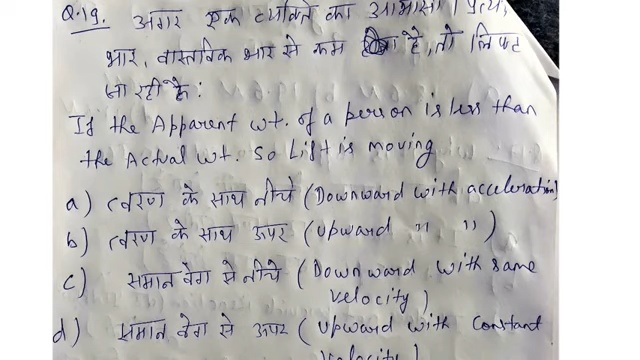 Q.19. अगर एक व्यक्ति का आभासी
भार, वास्तविक भार से कम है, तो लिफ्ट
जा रही है:
If the Apparent wt. of a person is less than
the Actual wt. So Lift is moving
a) त्वरण के साथ नीचे (Downward with acceleration)
b) त्वरण के साथ ऊपर (Upward " ")
c) समान वेग से नीचे (Downward with same
velocity)
d) समान वेग से ऊपर (Upward with constant
velocity)